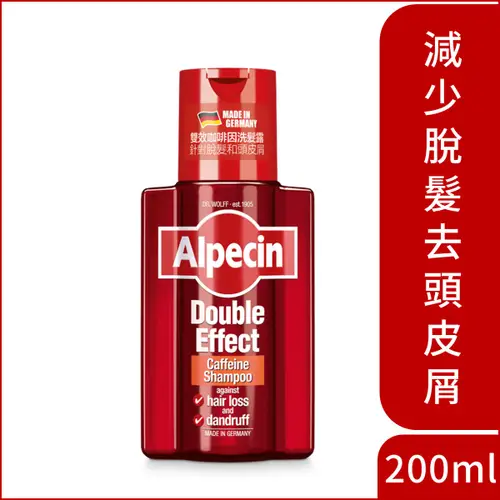 MADE IN
GERMANY
雙效咖啡因洗髮露
針對脫髮和頭皮屑
DR. WOLFF · est. 1905
Alpecin
Double
Effect
Caffeine
Shampoo
against
hair loss
and
dandruff
MADE IN GERMANY
減少脫髮去頭皮屑
200ml